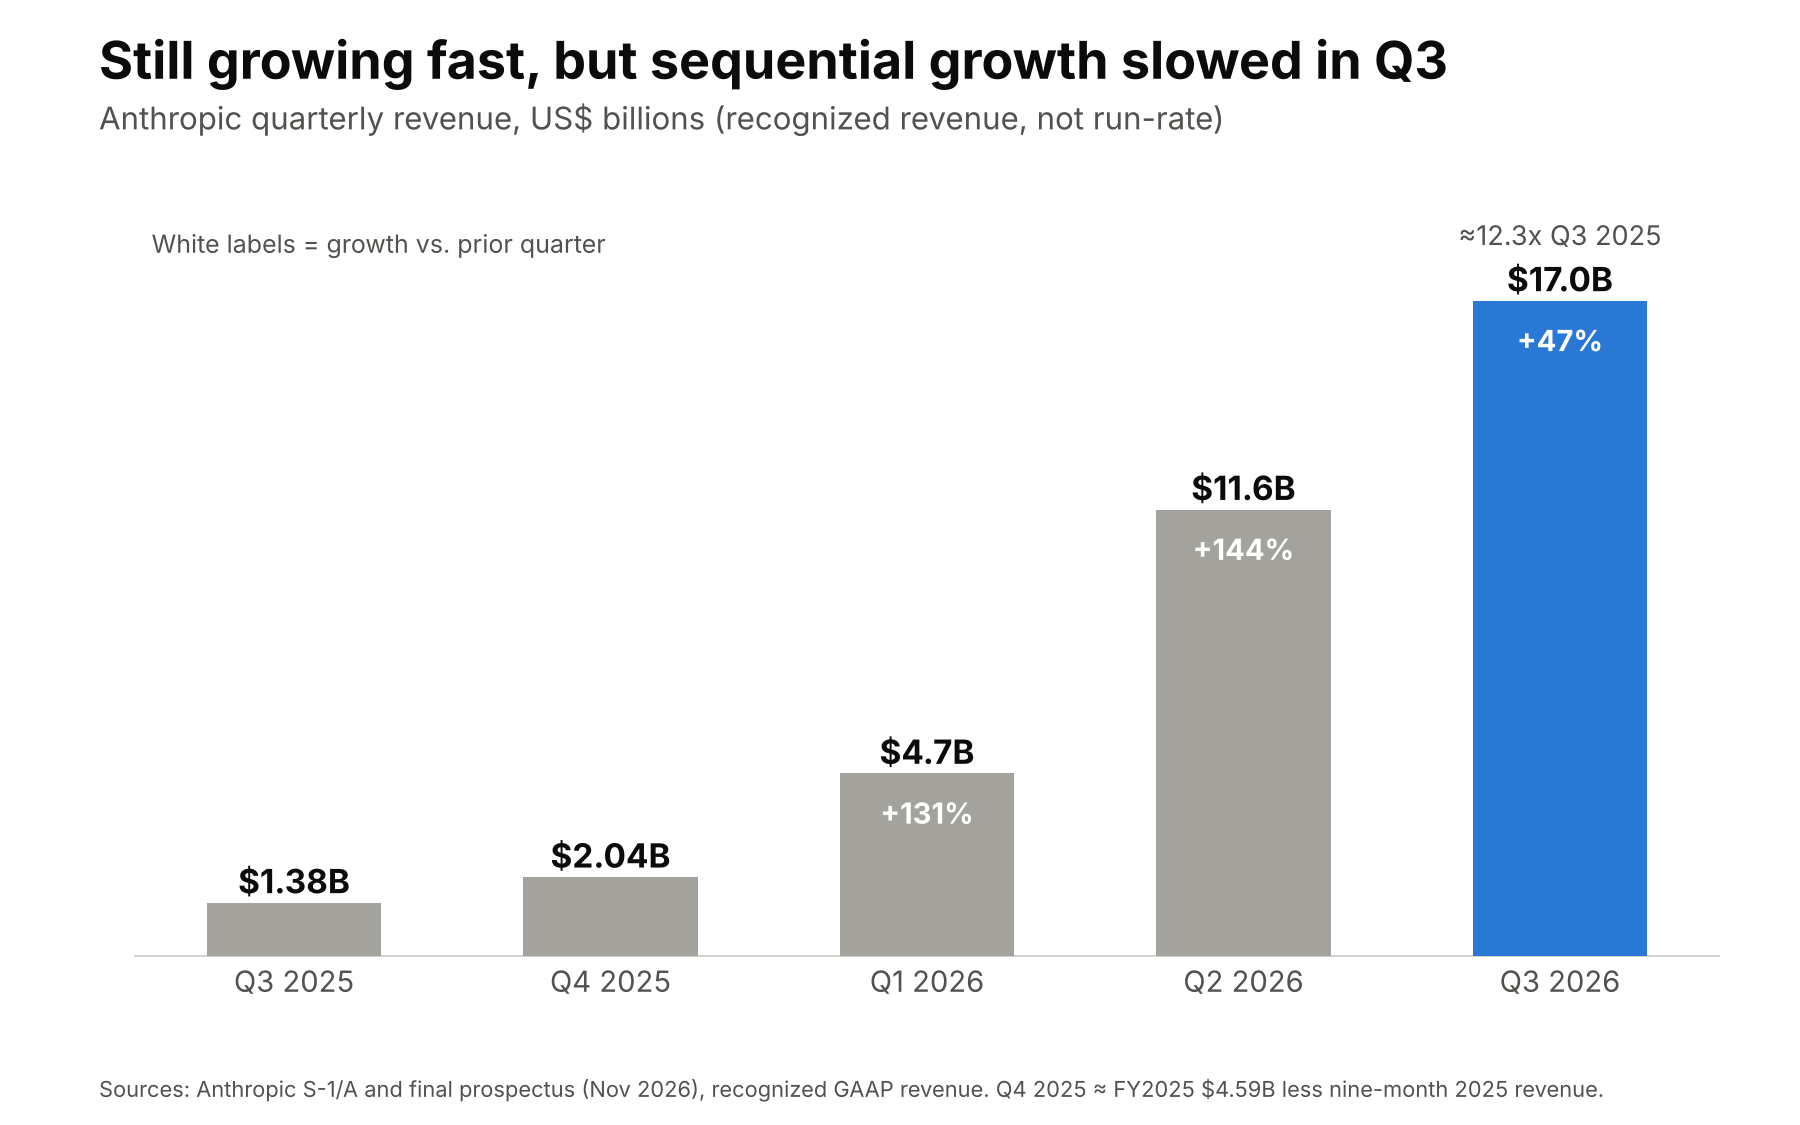 Still growing fast, but sequential growth slowed in Q3
Anthropic quarterly revenue, US$ billions (recognized revenue, not run-rate)
White labels = growth vs. prior quarter
≈12.3x Q3 2025
$17.0B
+47%
$11.6B
+144%
$4.7B
+131%
$2.04B
$1.38B
Q3 2025
Q4 2025
Q1 2026
Q2 2026
Q3 2026
Sources: Anthropic S-1/A and final prospectus (Nov 2026), recognized GAAP revenue. Q4 2025 ≈ FY2025 $4.59B less nine-month 2025 revenue.